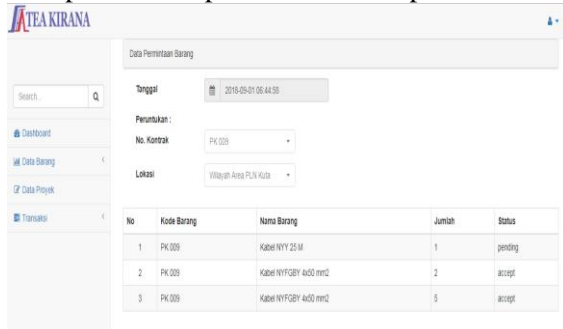 TEA KIRANA
Data Permintaan Barang
Search...
Tanggal
2018-09-01 06:44:58
Peruntukan :
Dashboard
No. Kontrak
PK 009
Data Barang
Lokasi
Wilayah Area PLN Kuta
Data Proyek
Transaksi
No Kode Barang Nama Barang Jumlah Status
1 PK 009 Kabel NYY 25 M 1 pending
2 PK 009 Kabel NYFGBY 4x50 mm2 2 accept
3 PK 009 Kabel NYFGBY 4x50 mm2 5 accept